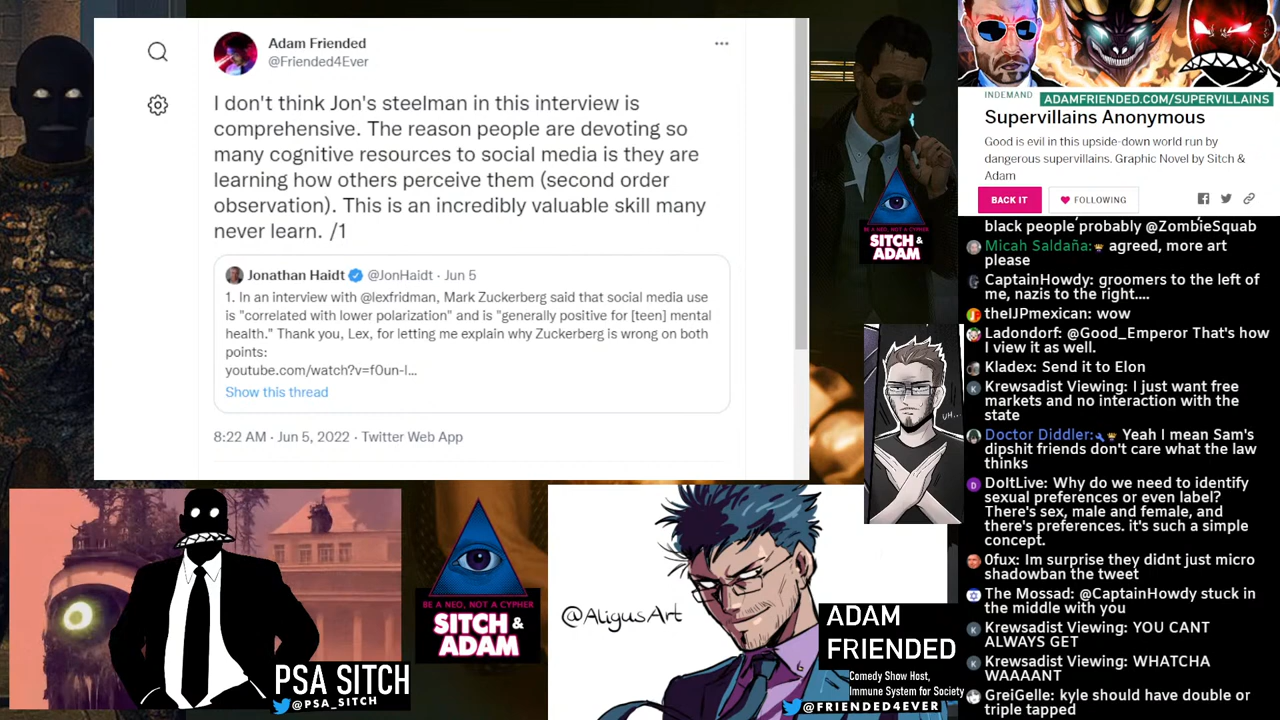 Adam Friended
@Friended4Ever
I don't think Jon's steelman in this interview is
comprehensive. The reason people are devoting so
many cognitive resources to social media is they are
learning how others perceive them (second order
observation). This is an incredibly valuable skill many
never learn. /1
Jonathan Haidt @JonHaidt · Jun 5
1. In an interview with @lexfridman, Mark Zuckerberg said that social media use
is "correlated with lower polarization" and is "generally positive for [teen] mental
health." Thank you, Lex, for letting me explain why Zuckerberg is wrong on both
points:
youtube.com/watch?v=f0un-l...
Show this thread
8:22 AM · Jun 5, 2022 · Twitter Web App
BE A NEO, NOT A CYPHER
SITCH &
ADAM
UH..
INDEMAND
ADAMFRIENDED.COM/SUPERVILLAINS
Supervillains Anonymous
Good is evil in this upside-down world run by
dangerous supervillains. Graphic Novel by Sitch &
Adam
BACK IT
FOLLOWING
black people probably @ZombieSquab
Micah Saldaña: agreed, more art
please
CaptainHowdy: groomers to the left of
me, nazis to the right....
theIJPmexican: wow
Ladondorf: @Good_Emperor That's how
I view it as well.
Kladex: Send it to Elon
Krewsadist Viewing: I just want free
markets and no interaction with the
state
Doctor Diddler: Yeah I mean Sam's
dipshit friends don't care what the law
thinks
DoItLive: Why do we need to identify
sexual preferences or even label?
There's sex, male and female, and
there's preferences. it's such a simple
concept.
0fux: Im surprise they didnt just micro
shadowban the tweet
The Mossad: @CaptainHowdy stuck in
the middle with you
Krewsadist Viewing: YOU CANT
ALWAYS GET
Krewsadist Viewing: WHATCHA
WAAAANT
GreiGelle: kyle should have double or
triple tapped
PSA SITCH
@PSA_SITCH
BE A NEO, NOT A CYPHER
SITCH &
ADAM
@AligusArt
ADAM
FRIENDED
Comedy Show Host,
Immune System for Society
@FRIENDED4EVER